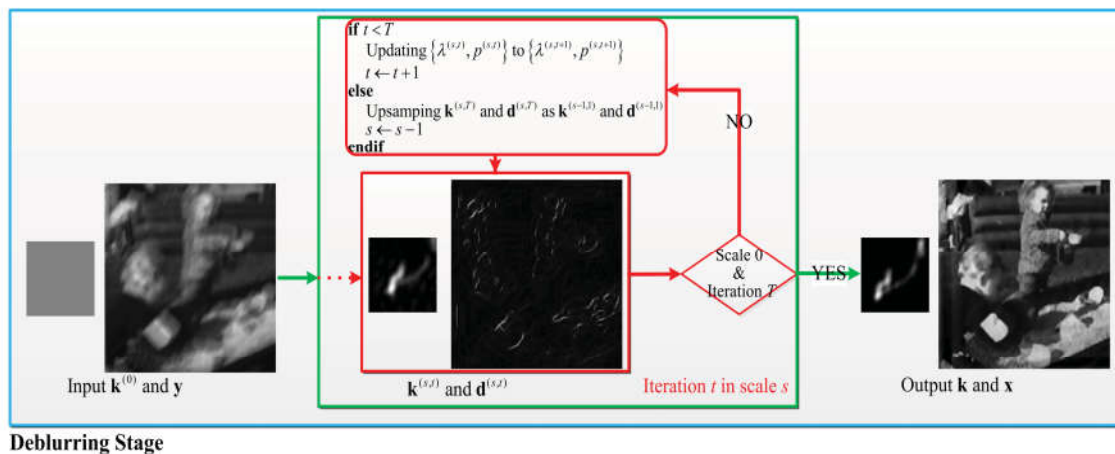 if t < T
Updating {λ^(s,t), p^(s,t)} to {λ^(s,t+1), p^(s,t+1)}
t ← t+1
else
Upsamping k^(s,T) and d^(s,T) as k^(s-1,1) and d^(s-1,1)
s ← s−1
endif
NO
Scale 0
&
Iteration T
YES
Input k^(0) and y
k^(s,t) and d^(s,t)
Iteration t in scale s
Output k and x
Deblurring Stage